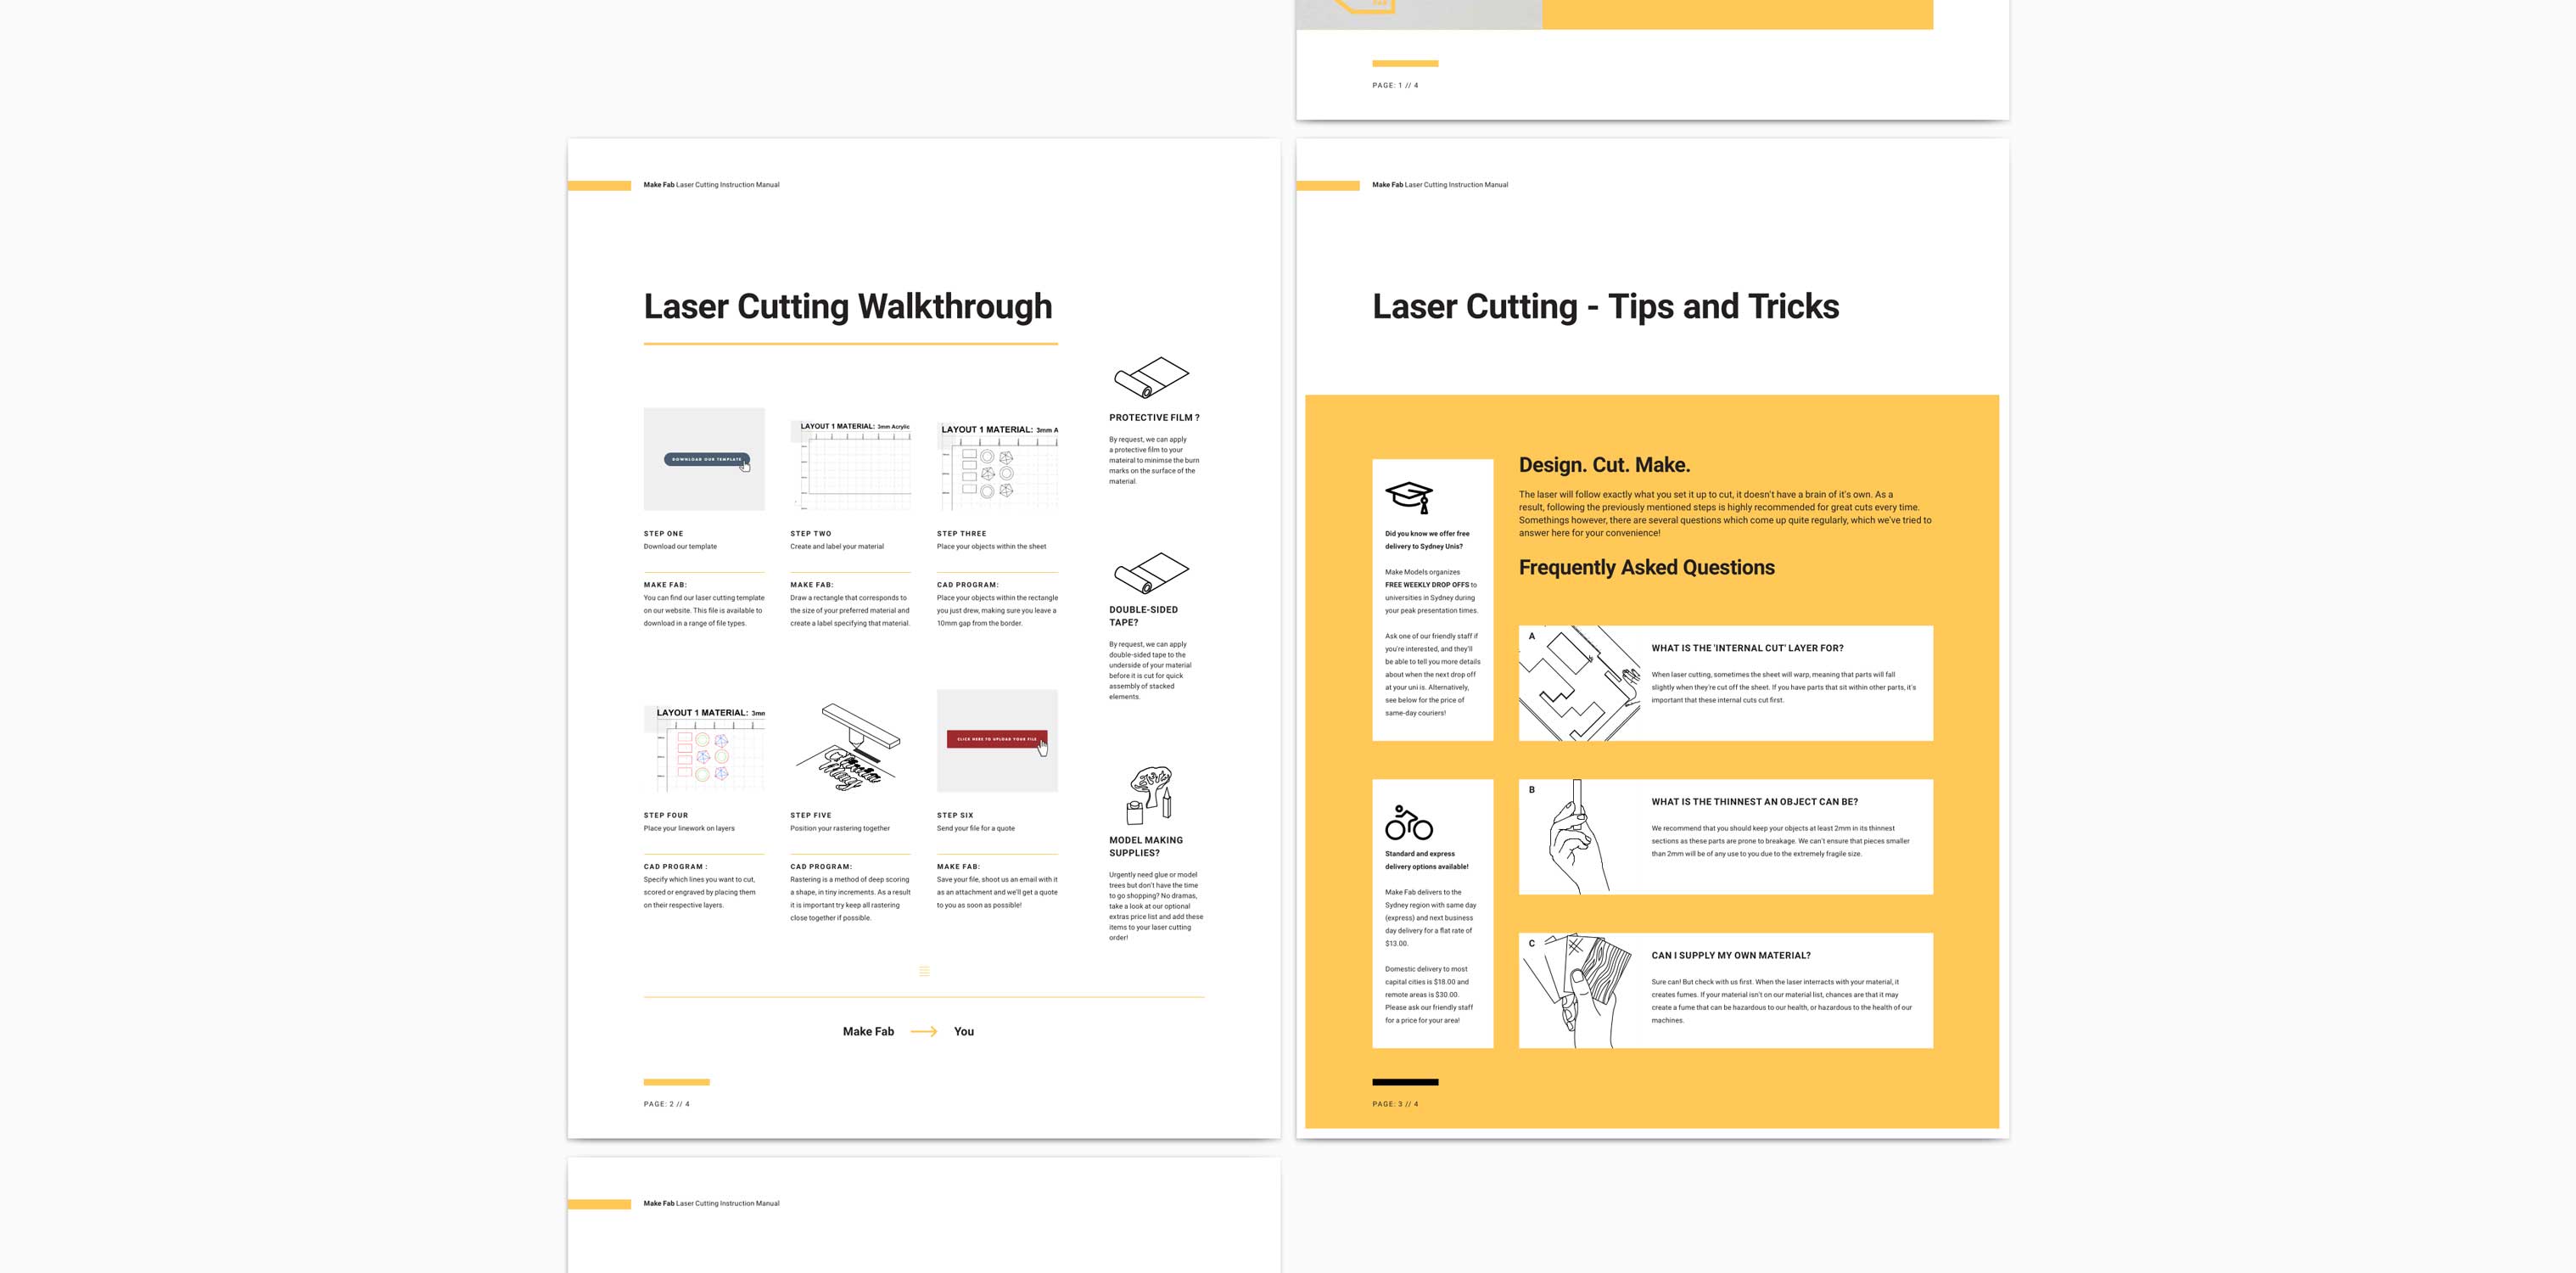 PAGE: 1 // 4
Make Fab Laser Cutting Instruction Manual
Laser Cutting Walkthrough
DOWNLOAD OUR TEMPLATE
STEP ONE
Download our template
MAKE FAB:
You can find our laser cutting template
on our website. This file is available to
download in a range of file types.
LAYOUT 1 MATERIAL: 3mm Acrylic
STEP TWO
Create and label your material
MAKE FAB:
Draw a rectangle that corresponds to
the size of your preferred material and
create a label specifying that material.
LAYOUT 1 MATERIAL: 3mm A
STEP THREE
Place your objects within the sheet
CAD PROGRAM:
Place your objects within the rectangle
you just drew, making sure you leave a
10mm gap from the border.
LAYOUT 1 MATERIAL: 3mm
STEP FOUR
Place your linework on layers
CAD PROGRAM :
Specify which lines you want to cut,
scored or engraved by placing them
on their respective layers.
STEP FIVE
Position your rastering together
CAD PROGRAM:
Rastering is a method of deep scoring
a shape, in tiny increments. As a result
it is important try keep all rastering
close together if possible.
CLICK HERE TO UPLOAD YOUR FILE
STEP SIX
Send your file for a quote
MAKE FAB:
Save your file, shoot us an email with it
as an attachment and we'll get a quote
to you as soon as possible!
PROTECTIVE FILM ?
By request, we can apply
a protective film to your
mateiral to minimse the burn
marks on the surface of the
material.
DOUBLE-SIDED
TAPE?
By request, we can apply
double-sided tape to the
underside of your material
before it is cut for quick
assembly of stacked
elements.
MODEL MAKING
SUPPLIES?
Urgently need glue or model
trees but don't have the time
to go shopping? No dramas,
take a look at our optional
extras price list and add these
items to your laser cutting
order!
Make Fab
You
PAGE: 2 // 4
Make Fab Laser Cutting Instruction Manual
Laser Cutting - Tips and Tricks
Did you know we offer free
delivery to Sydney Unis?
Make Models organizes
FREE WEEKLY DROP OFFS to
universities in Sydney during
your peak presentation times.
Ask one of our friendly staff if
you're interested, and they'll
be able to tell you more details
about when the next drop off
at your uni is. Alternatively,
see below for the price of
same-day couriers!
Standard and express
delivery options available!
Make Fab delivers to the
Sydney region with same day
(express) and next business
day delivery for a flat rate of
$13.00.
Domestic delivery to most
capital cities is $18.00 and
remote areas is $30.00.
Please ask our friendly staff
for a price for your area!
Design. Cut. Make.
The laser will follow exactly what you set it up to cut, it doesn't have a brain of it's own. As a
result, following the previously mentioned steps is highly recommended for great cuts every time.
Somethings however, there are several questions which come up quite regularly, which we've tried to
answer here for your convenience!
Frequently Asked Questions
A
WHAT IS THE 'INTERNAL CUT' LAYER FOR?
When laser cutting, sometimes the sheet will warp, meaning that parts will fall
slightly when they're cut off the sheet. If you have parts that sit within other parts, it's
important that these internal cuts cut first.
B
WHAT IS THE THINNEST AN OBJECT CAN BE?
We recommend that you should keep your objects at least 2mm in its thinnest
sections as these parts are prone to breakage. We can't ensure that pieces smaller
than 2mm will be of any use to you due to the extremely fragile size.
C
CAN I SUPPLY MY OWN MATERIAL?
Sure can! But check with us first. When the laser interracts with your material, it
creates fumes. If your material isn't on our material list, chances are that it may
create a fume that can be hazardous to our health, or hazardous to the health of our
machines.
PAGE: 3 // 4
Make Fab Laser Cutting Instruction Manual